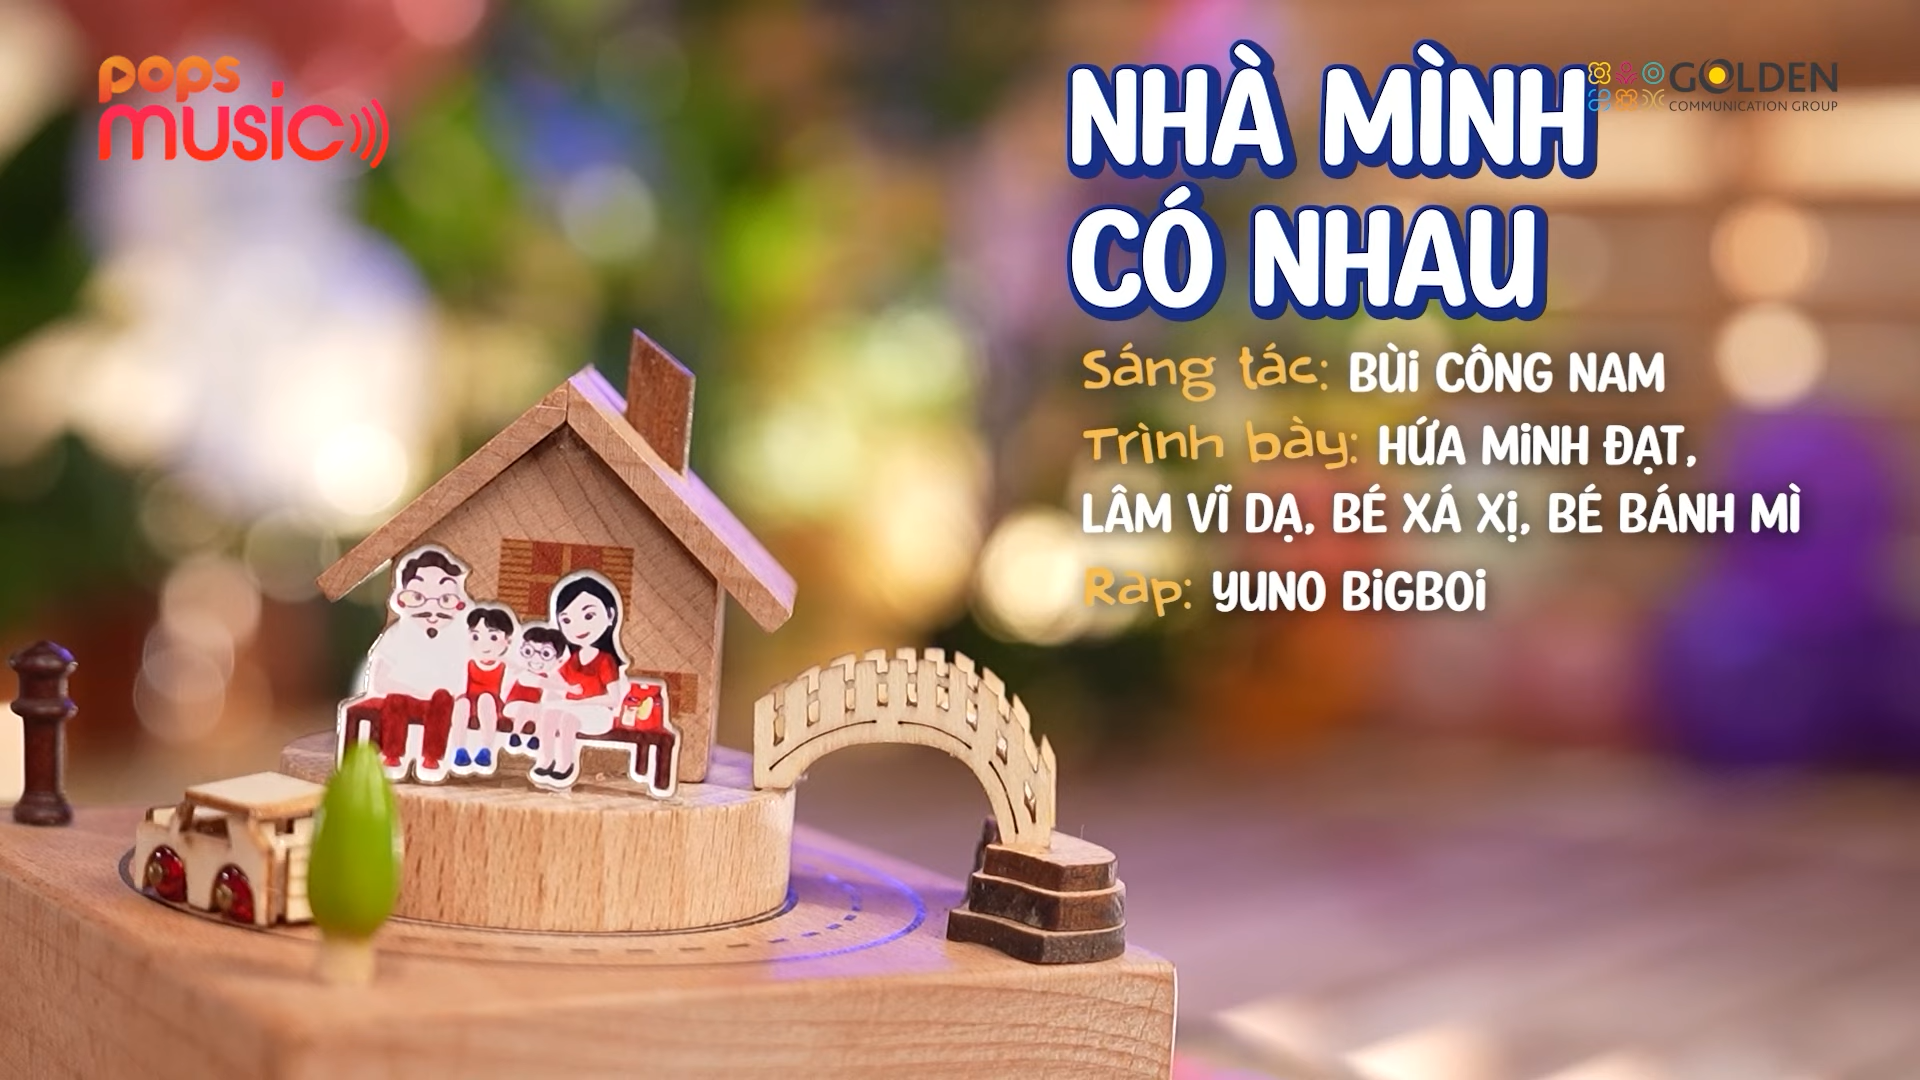 pops
music
NHÀ MÌNH
CÓ NHAU
GOLDEN
COMMUNICATION GROUP
Sáng tác: BÙI CÔNG NAM
Trình bày: HỨA MINH ĐẠT,
LÂM VĨ DẠ, BÉ XÁ XỊ, BÉ BÁNH MÌ
Rap: YUNO BIGBOI